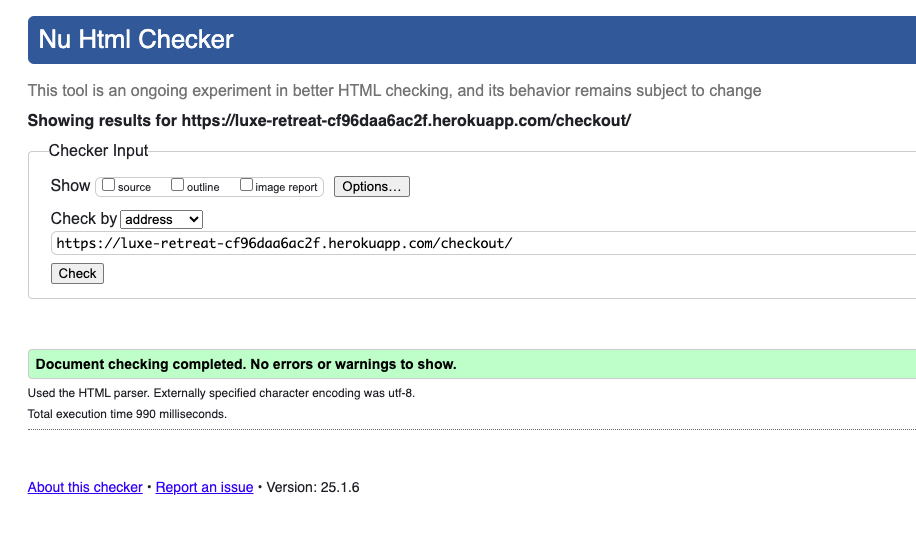 Nu Html Checker
This tool is an ongoing experiment in better HTML checking, and its behavior remains subject to change
Showing results for https://luxe-retreat-cf96daa6ac2f.herokuapp.com/checkout/
Checker Input
Show source outline image report Options...
Check by address
https://luxe-retreat-cf96daa6ac2f.herokuapp.com/checkout/
Check
Document checking completed. No errors or warnings to show.
Used the HTML parser. Externally specified character encoding was utf-8.
Total execution time 990 milliseconds.
About this checker • Report an issue • Version: 25.1.6